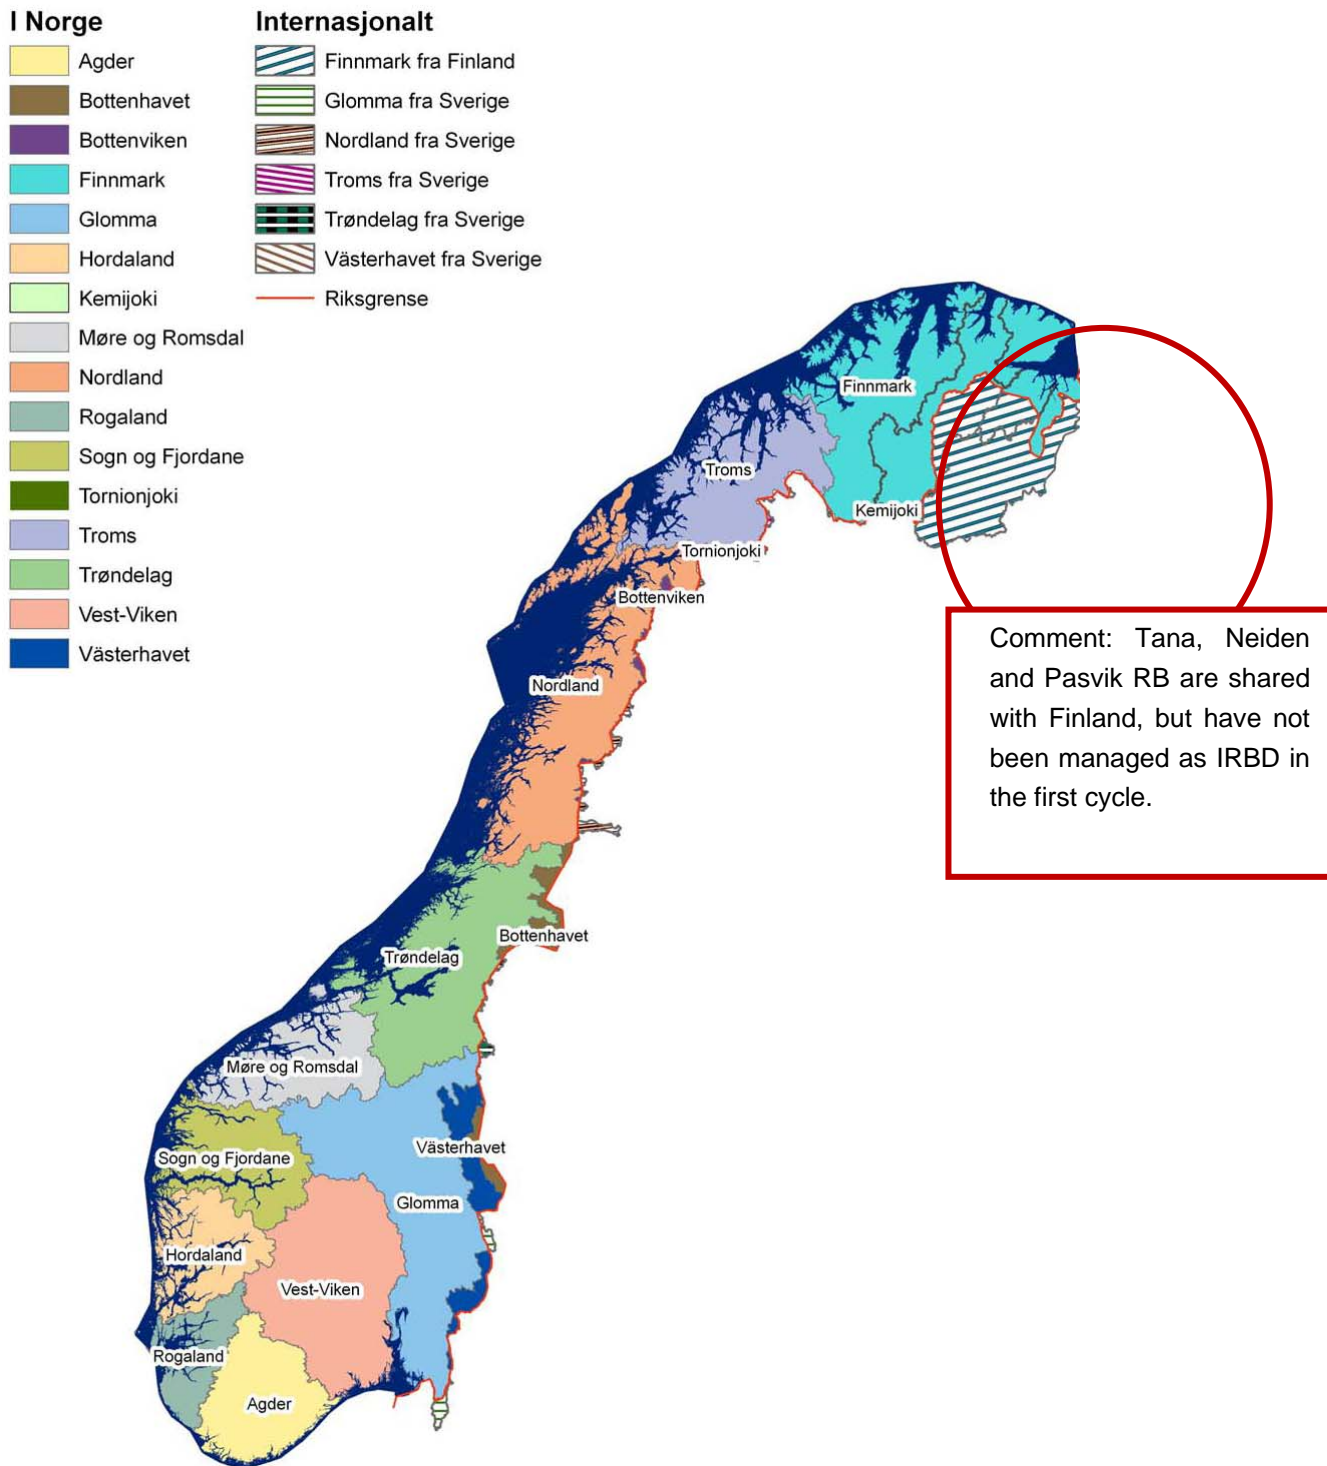 I Norge
Agder
Bottenhavet
Bottenviken
Finnmark
Glomma
Hordaland
Kemijoki
Møre og Romsdal
Nordland
Rogaland
Sogn og Fjordane
Tornionjoki
Troms
Trøndelag
Vest-Viken
Västerhavet
Internasjonalt
Finnmark fra Finland
Glomma fra Sverige
Nordland fra Sverige
Troms fra Sverige
Trøndelag fra Sverige
Västerhavet fra Sverige
Riksgrense
Finnmark
Troms
Kemijoki
Tornionjoki
Bottenviken
Nordland
Bottenhavet
Trøndelag
Møre og Romsdal
Västerhavet
Sogn og Fjordane
Glomma
Hordaland
Vest-Viken
Rogaland
Agder
Comment: Tana, Neiden
and Pasvik RB are shared
with Finland, but have not
been managed as IRBD in
the first cycle.